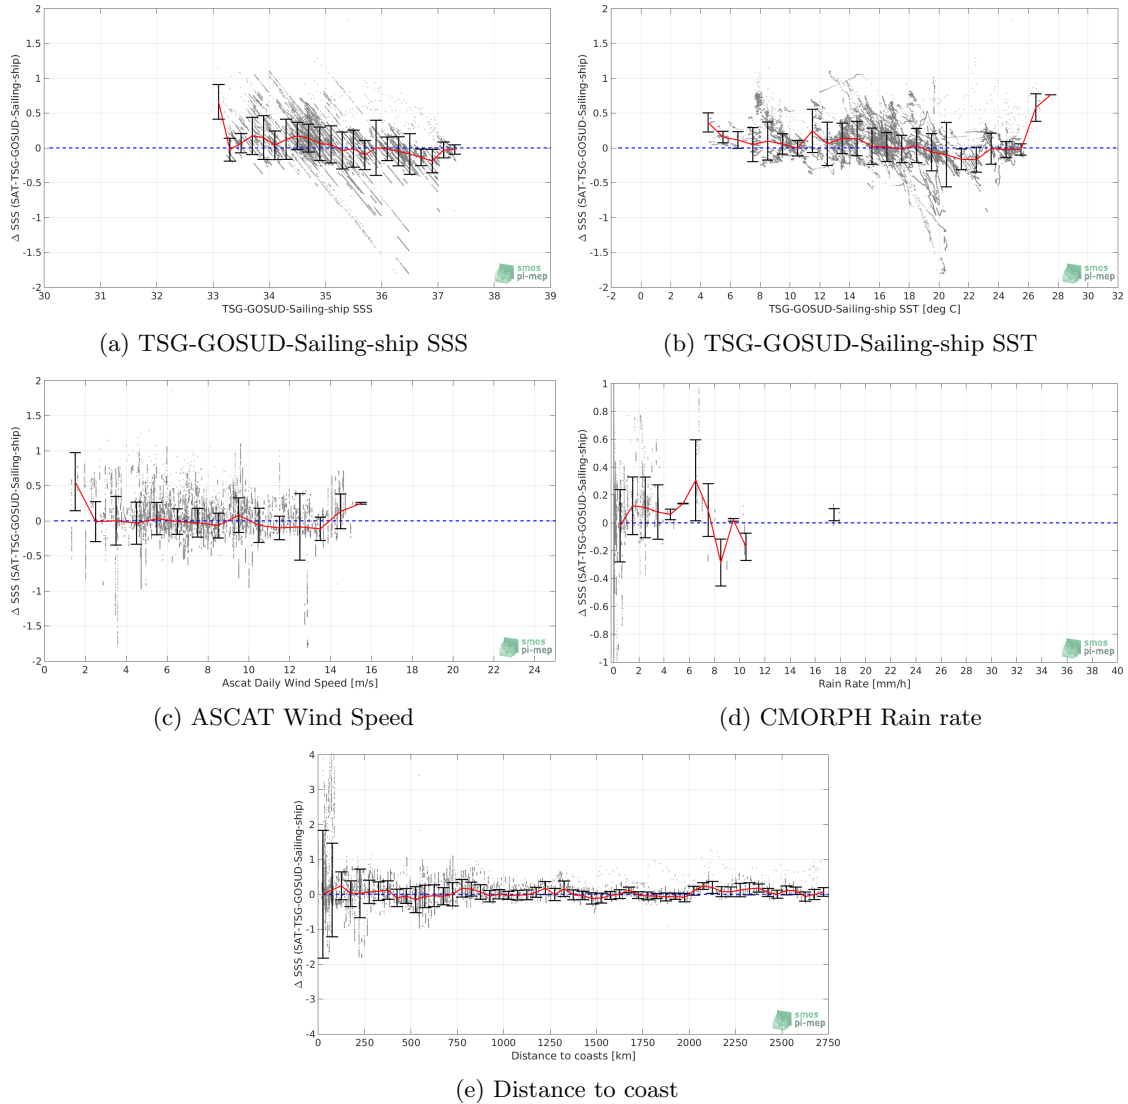 2
1.5
1
0.5
0
-0.5
-1
-1.5
-2
Δ SSS (SAT-TSG-GOSUD-Sailing-ship)
30 31 32 33 34 35 36 37 38 39
TSG-GOSUD-Sailing-ship SSS
smos
pi-mep
(a) TSG-GOSUD-Sailing-ship SSS
2
1.5
1
0.5
0
-0.5
-1
-1.5
-2
Δ SSS (SAT-TSG-GOSUD-Sailing-ship)
-2 0 2 4 6 8 10 12 14 16 18 20 22 24 26 28 30 32
TSG-GOSUD-Sailing-ship SST [deg C]
smos
pi-mep
(b) TSG-GOSUD-Sailing-ship SST
2
1.5
1
0.5
0
-0.5
-1
-1.5
-2
Δ SSS (SAT-TSG-GOSUD-Sailing-ship)
0 2 4 6 8 10 12 14 16 18 20 22 24
Ascat Daily Wind Speed [m/s]
smos
pi-mep
(c) ASCAT Wind Speed
1
0.8
0.6
0.4
0.2
0
-0.2
-0.4
-0.6
-0.8
-1
Δ SSS (SAT-TSG-GOSUD-Sailing-ship)
0 2 4 6 8 10 12 14 16 18 20 22 24 26 28 30 32 34 36 38 40
Rain Rate [mm/h]
smos
pi-mep
(d) CMORPH Rain rate
4
3
2
1
0
-1
-2
-3
-4
Δ SSS (SAT-TSG-GOSUD-Sailing-ship)
0 250 500 750 1000 1250 1500 1750 2000 2250 2500 2750
Distance to coasts [km]
smos
pi-mep
(e) Distance to coast